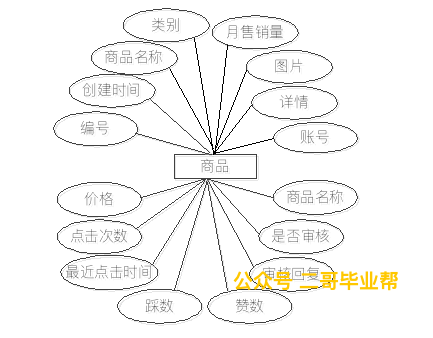 类别
月售销量
商品名称
图片
创建时间
详情
编号
账号
商品
价格
商品名称
点击次数
是否审核
最近点击时间
审核回复
公众号 二哥毕业帮
踩数
赞数